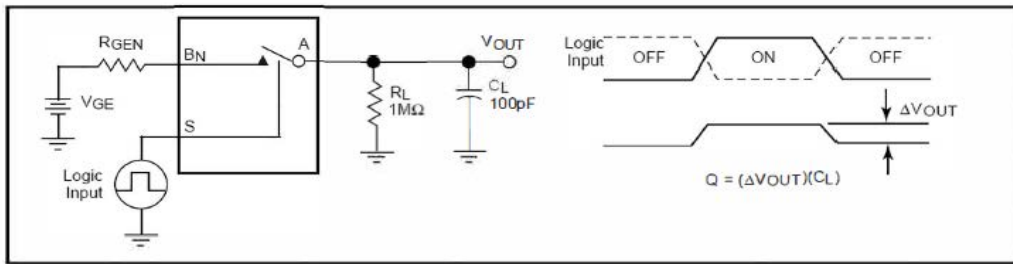 RGEN
BN
A
VOUT
VGE
S
RL
1MΩ
CL
100pF
Logic
Input
Logic
Input
OFF
ON
OFF
ΔVOUT
Q = (ΔVOUT)(CL)